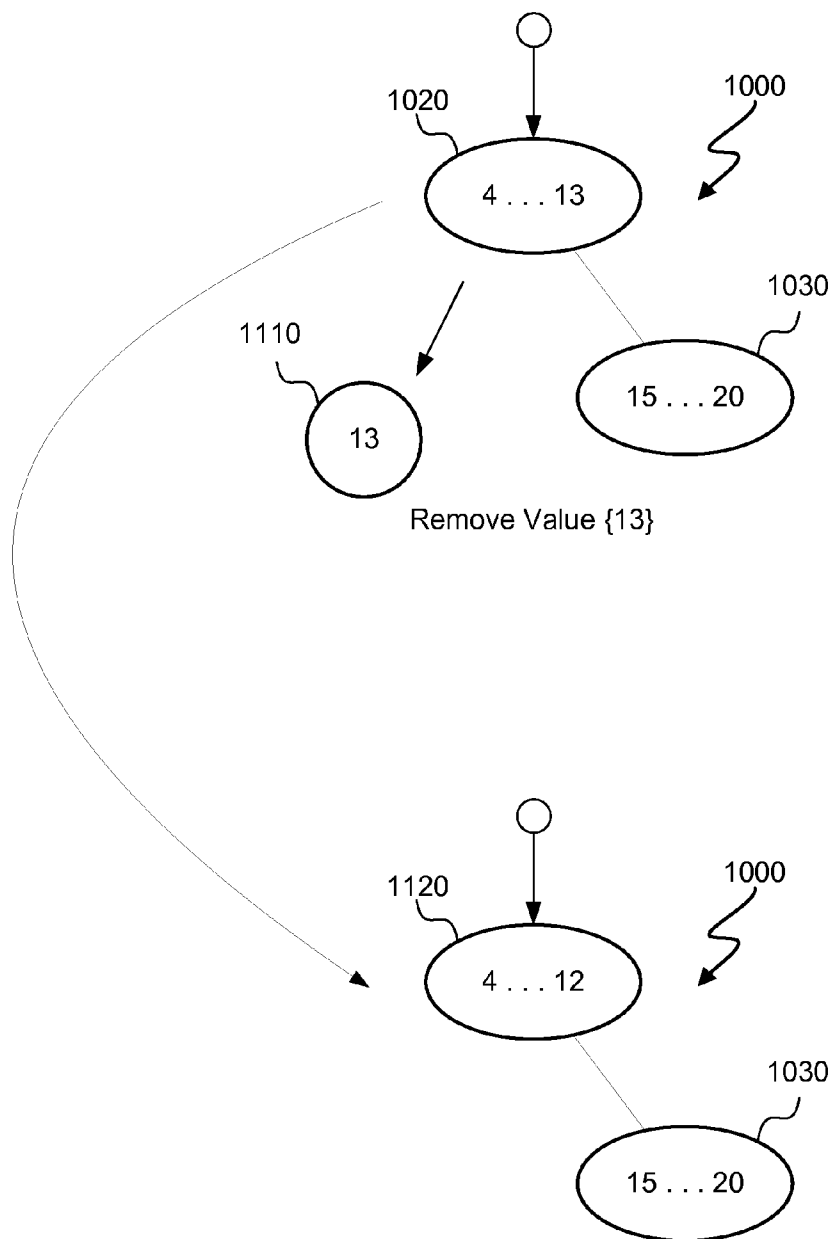 1000
1020
4 . . . 13
1030
1110
15 . . . 20
13
Remove Value {13}
1000
1120
4 . . . 12
1030
15 . . . 20